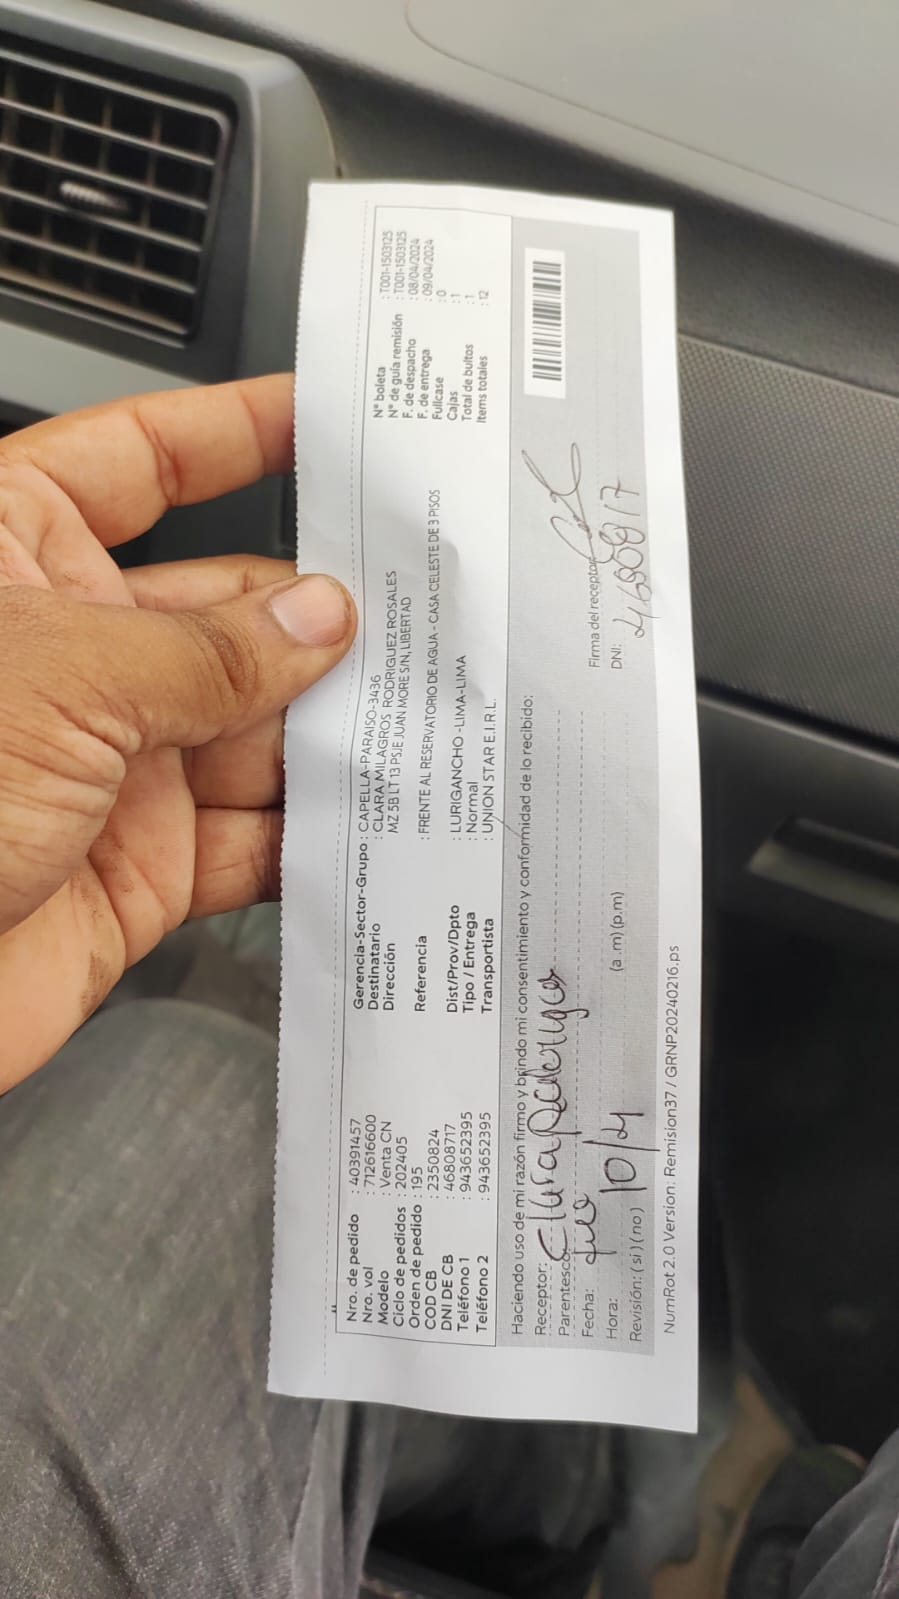 Nro. de pedido : 40391457
Nro. vol : 712616600
Modelo : Venta CN
Ciclo de pedidos : 202405
Orden de pedido : 195
COD CB : 2350824
DNI DE CB : 46808717
Teléfono 1 : 943652395
Teléfono 2 : 943652395
Gerencia-Sector-Grupo : CAPELLA-PARAISO-3436
Destinatario : CLARA MILAGROS RODRIGUEZ ROSALES
Dirección MZ 5B LT 13 PSJE JUAN MORE S/N, LIBERTAD
Referencia : FRENTE AL RESERVATORIO DE AGUA - CASA CELESTE DE 3 PISOS
Dist/Prov/Dpto : LURIGANCHO -LIMA-LIMA
Tipo / Entrega : Normal
Transportista : UNION STAR E.I.R.L.
N° boleta : T001-1503125
N° de guía remisión : T001-1503125
F. de despacho : 08/04/2024
F. de entrega : 09/04/2024
Fullcase : 0
Cajas : 1
Total de bultos : 1
Items totales : 12
Haciendo uso de mi razón firmo y brindo mi consentimiento y conformidad de lo recibido:
Receptor: Clara
Parentesco:
Fecha: 10/4
Hora: (a .m) (p.m)
Revisión: ( si ) ( no )
Firma del receptor:
DNI: 46808717
NumRot 2.0 Version: Remision37 / GRNP20240216.ps